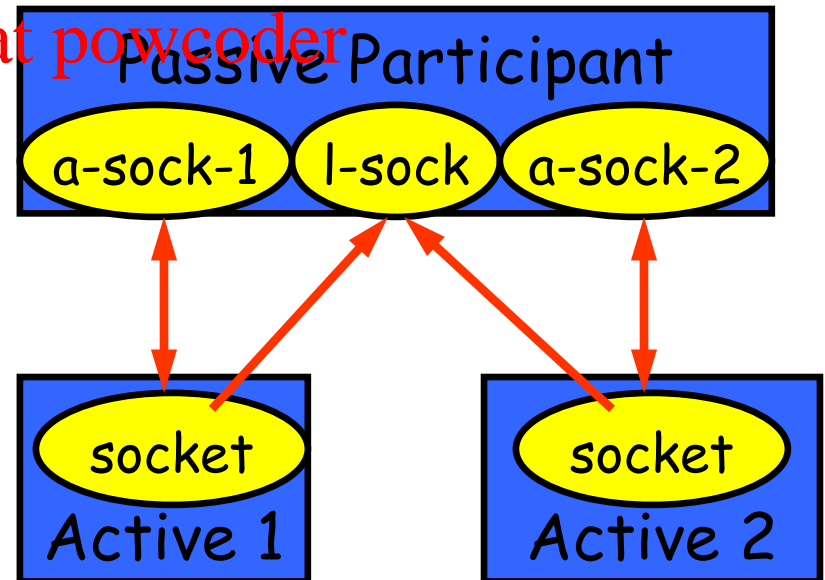 at powcoder
Passive Participant
a-sock-1 l-sock a-sock-2
socket socket
Active 1 Active 2